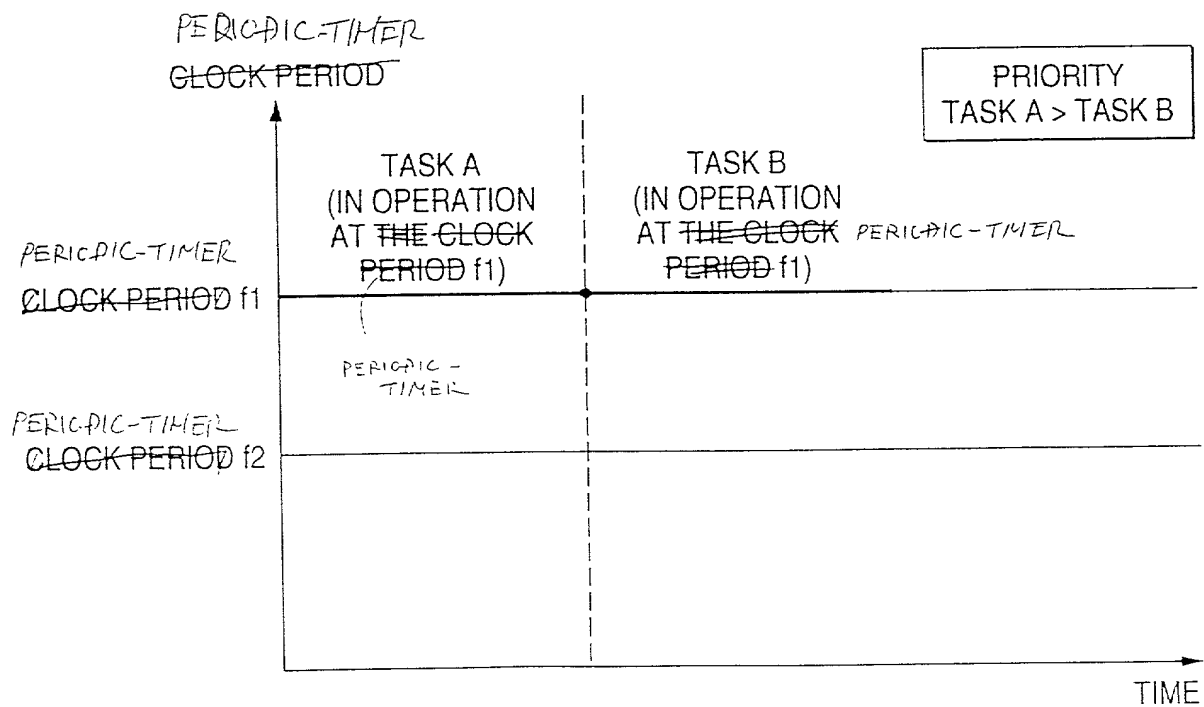 PERIODIC-TIMER
CLOCK PERIOD
PRIORITY
TASK A > TASK B
TASK A
(IN OPERATION
AT THE CLOCK
PERIOD f1)
TASK B
(IN OPERATION
AT THE CLOCK PERIODIC-TIMER
PERIOD f1)
PERIODIC-TIMER
CLOCK PERIOD f1
PERIODIC-
TIMER
PERIODIC-TIMER
CLOCK PERIOD f2
TIME